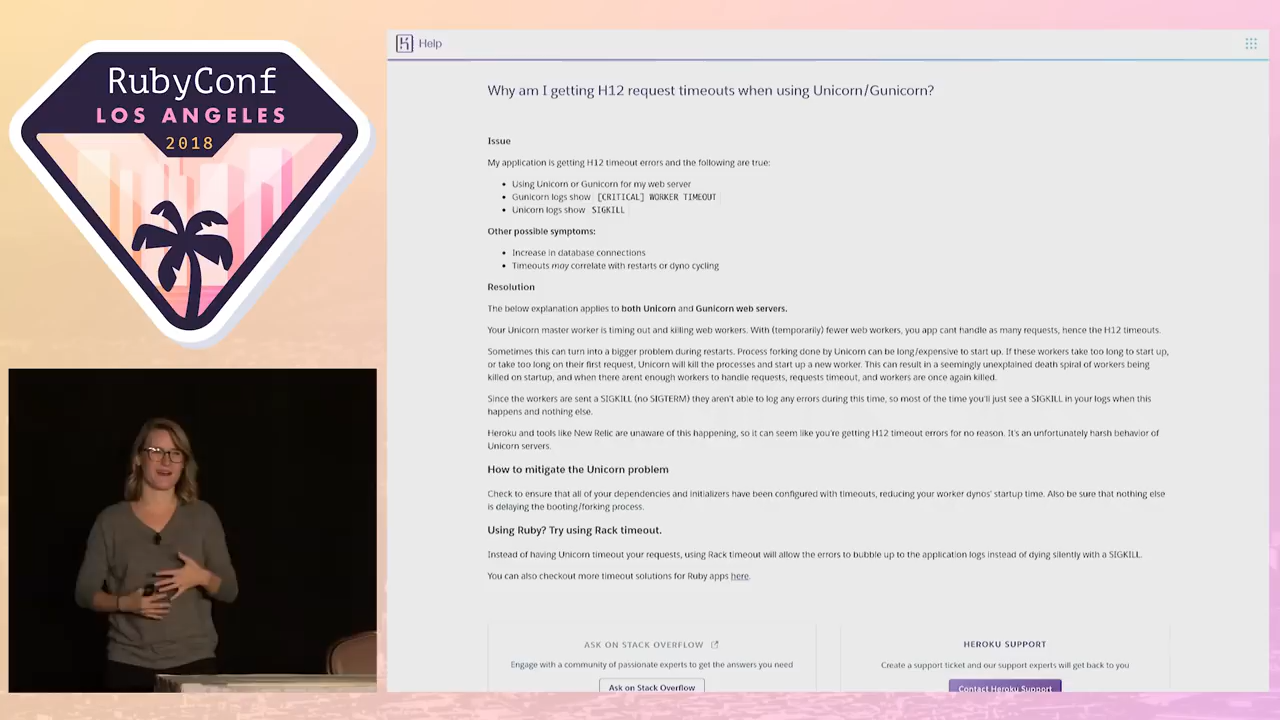 RubyConf
LOS ANGELES
2018
Help
Why am I getting H12 request timeouts when using Unicorn/Gunicorn?
Issue
My application is getting H12 timeout errors and the following are true:
• Using Unicorn or Gunicorn for my web server
• Gunicorn logs show [CRITICAL] WORKER TIMEOUT
• Unicorn logs show SIGKILL
Other possible symptoms:
• Increase in database connections
• Timeouts may correlate with restarts or dyno cycling
Resolution
The below explanation applies to both Unicorn and Gunicorn web servers.
Your Unicorn master worker is timing out and killing web workers. With (temporarily) fewer web workers, you app cant handle as many requests, hence the H12 timeouts.
Sometimes this can turn into a bigger problem during restarts. Process forking done by Unicorn can be long/expensive to start up. If these workers take too long to start up,
or take too long on their first request, Unicorn will kill the processes and start up a new worker. This can result in a seemingly unexplained death spiral of workers being
killed on startup, and when there arent enough workers to handle requests, requests timeout, and workers are once again killed.
Since the workers are sent a SIGKILL (no SIGTERM) they aren't able to log any errors during this time, so most of the time you'll just see a SIGKILL in your logs when this
happens and nothing else.
Heroku and tools like New Relic are unaware of this happening, so it can seem like you're getting H12 timeout errors for no reason. It's an unfortunately harsh behavior of
Unicorn servers.
How to mitigate the Unicorn problem
Check to ensure that all of your dependencies and initializers have been configured with timeouts, reducing your worker dynos' startup time. Also be sure that nothing else
is delaying the booting/forking process.
Using Ruby? Try using Rack timeout.
Instead of having Unicorn timeout your requests, using Rack timeout will allow the errors to bubble up to the application logs instead of dying silently with a SIGKILL.
You can also checkout more timeout solutions for Ruby apps here.
ASK ON STACK OVERFLOW
Engage with a community of passionate experts to get the answers you need
Ask on Stack Overflow
HEROKU SUPPORT
Create a support ticket and our support experts will get back to you
Contact Heroku Support